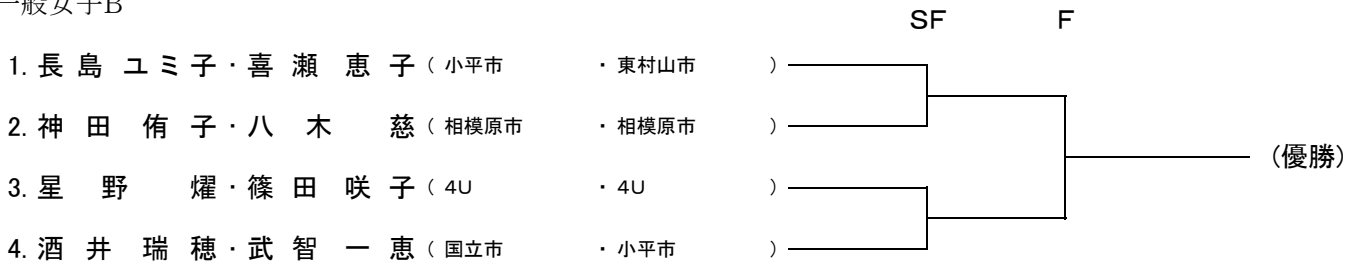 一般女子B
SF F
1. 長島 ユミ子・喜瀬 恵子（ 小平市 ・ 東村山市 ）
2. 神田 侑子・八木 慈（ 相模原市 ・ 相模原市 ）
（優勝）
3. 星野 燿・篠田 咲子（ 4U ・ 4U ）
4. 酒井 瑞穂・武智 一恵（ 国立市 ・ 小平市 ）